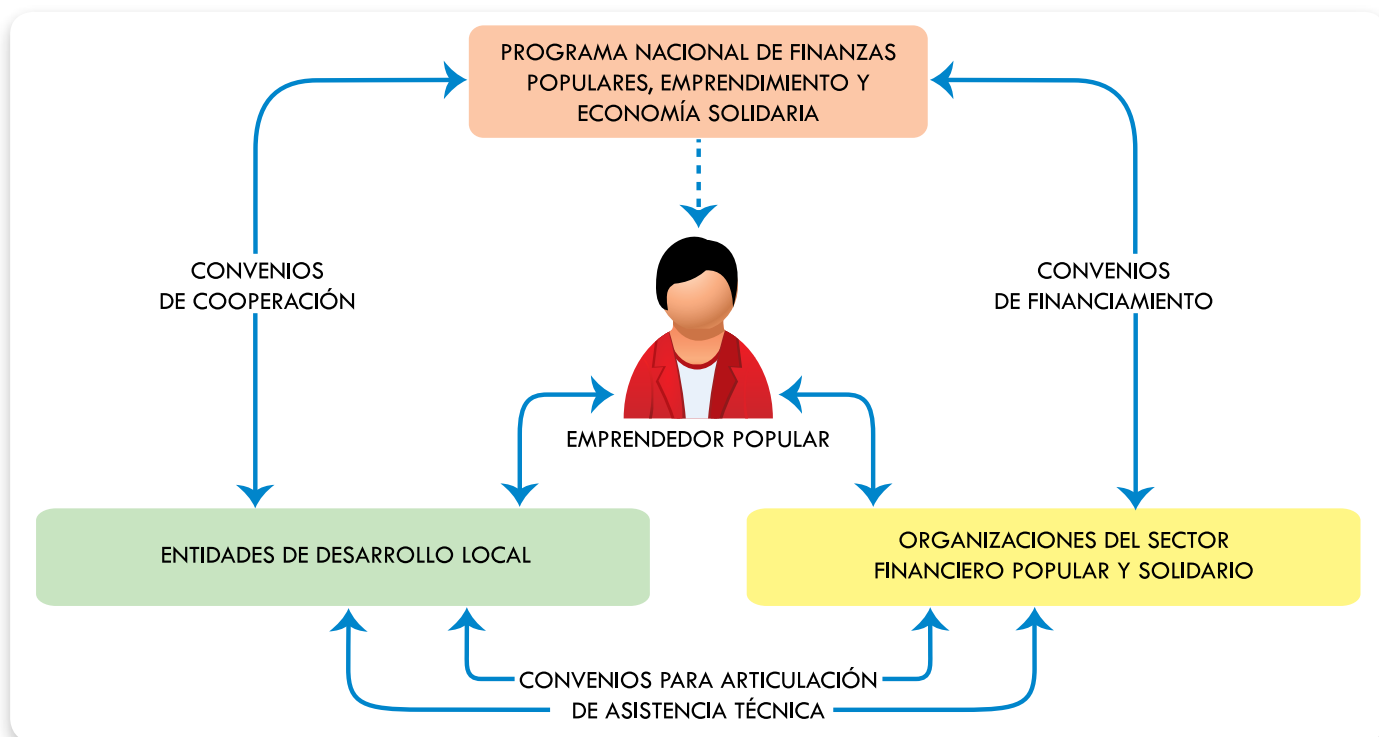 PROGRAMA NACIONAL DE FINANZAS
POPULARES, EMPRENDIMIENTO Y
ECONOMÍA SOLIDARIA
CONVENIOS
DE COOPERACIÓN
CONVENIOS
DE FINANCIAMIENTO
EMPRENDEDOR POPULAR
ENTIDADES DE DESARROLLO LOCAL
ORGANIZACIONES DEL SECTOR
FINANCIERO POPULAR Y SOLIDARIO
CONVENIOS PARA ARTICULACIÓN
DE ASISTENCIA TÉCNICA